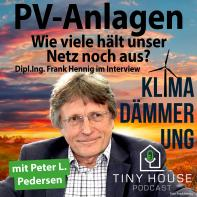 PV-Anlagen
Wie viele hält unser
Netz noch aus?
Dipl.Ing. Frank Hennig im Interview
KLIMA
DÄMMER
UNG
mit Peter L.
Pedersen
TINY HOUSE
PODCAST